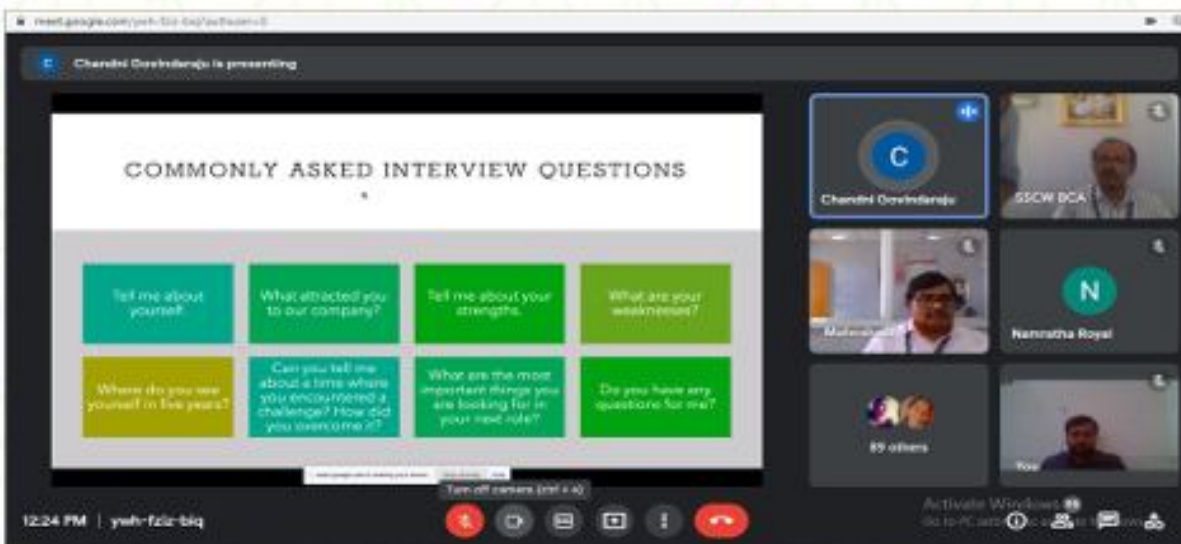 Chandni Govindaraju is presenting
COMMONLY ASKED INTERVIEW QUESTIONS
Tell me about
yourself.
What attracted you
to our company?
Tell me about your
strengths.
What are your
weaknesses?
Where do you see
yourself in five years?
Can you tell me
about a time where
you encountered a
challenge? How did
you overcome it?
What are the most
important things you
are looking for in
your next role?
Do you have any
questions for me?
C
Chandni Govindaraju
SSCW BCA
N
Namratha Royal
89 others
You
Turn off camera (ctrl + e)
12:24 PM | ywh-fziz-biq
Activate Windows